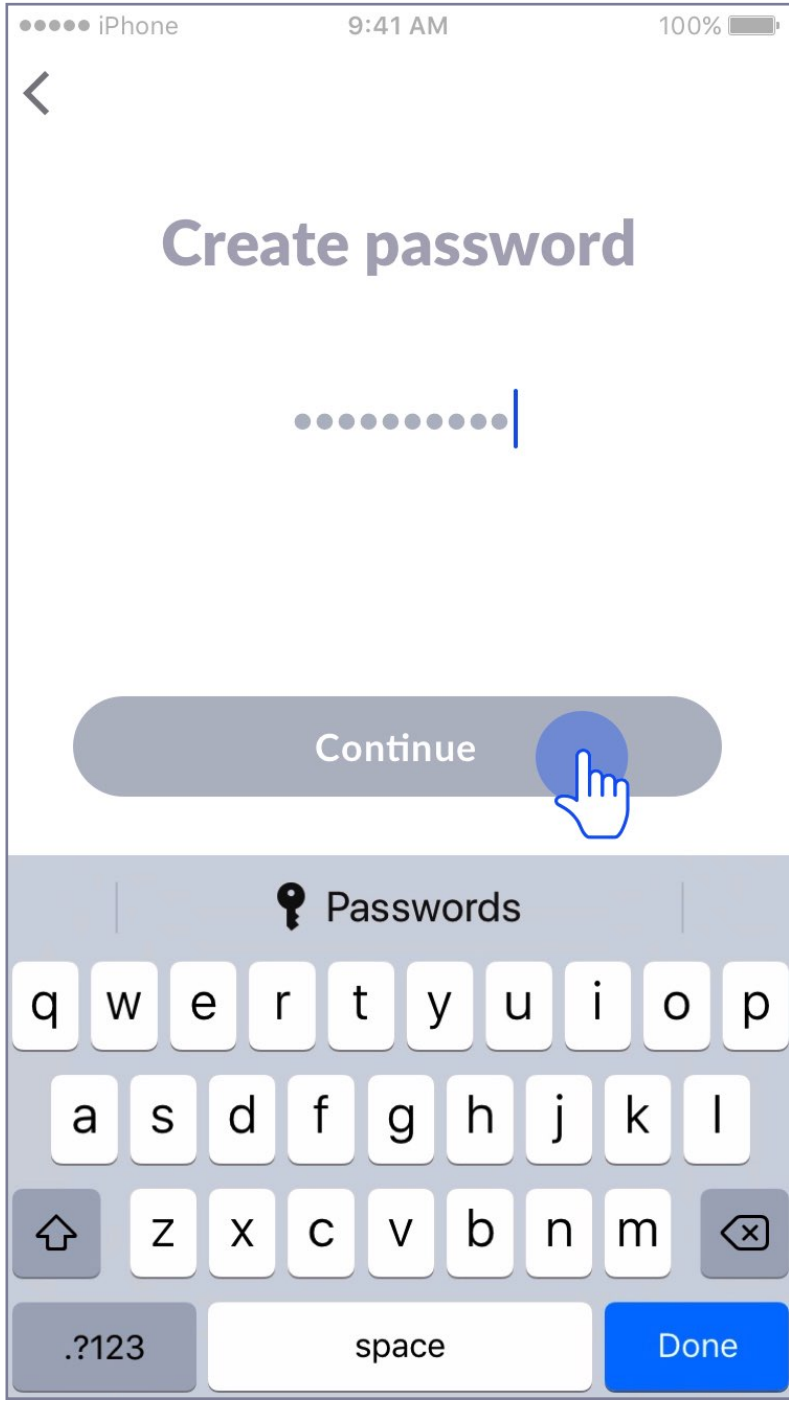 iPhone 9:41 AM 100%
Create password
••••••••••
Continue
Passwords
q w e r t y u i o p
a s d f g h j k l
z x c v b n m
.?123 space Done